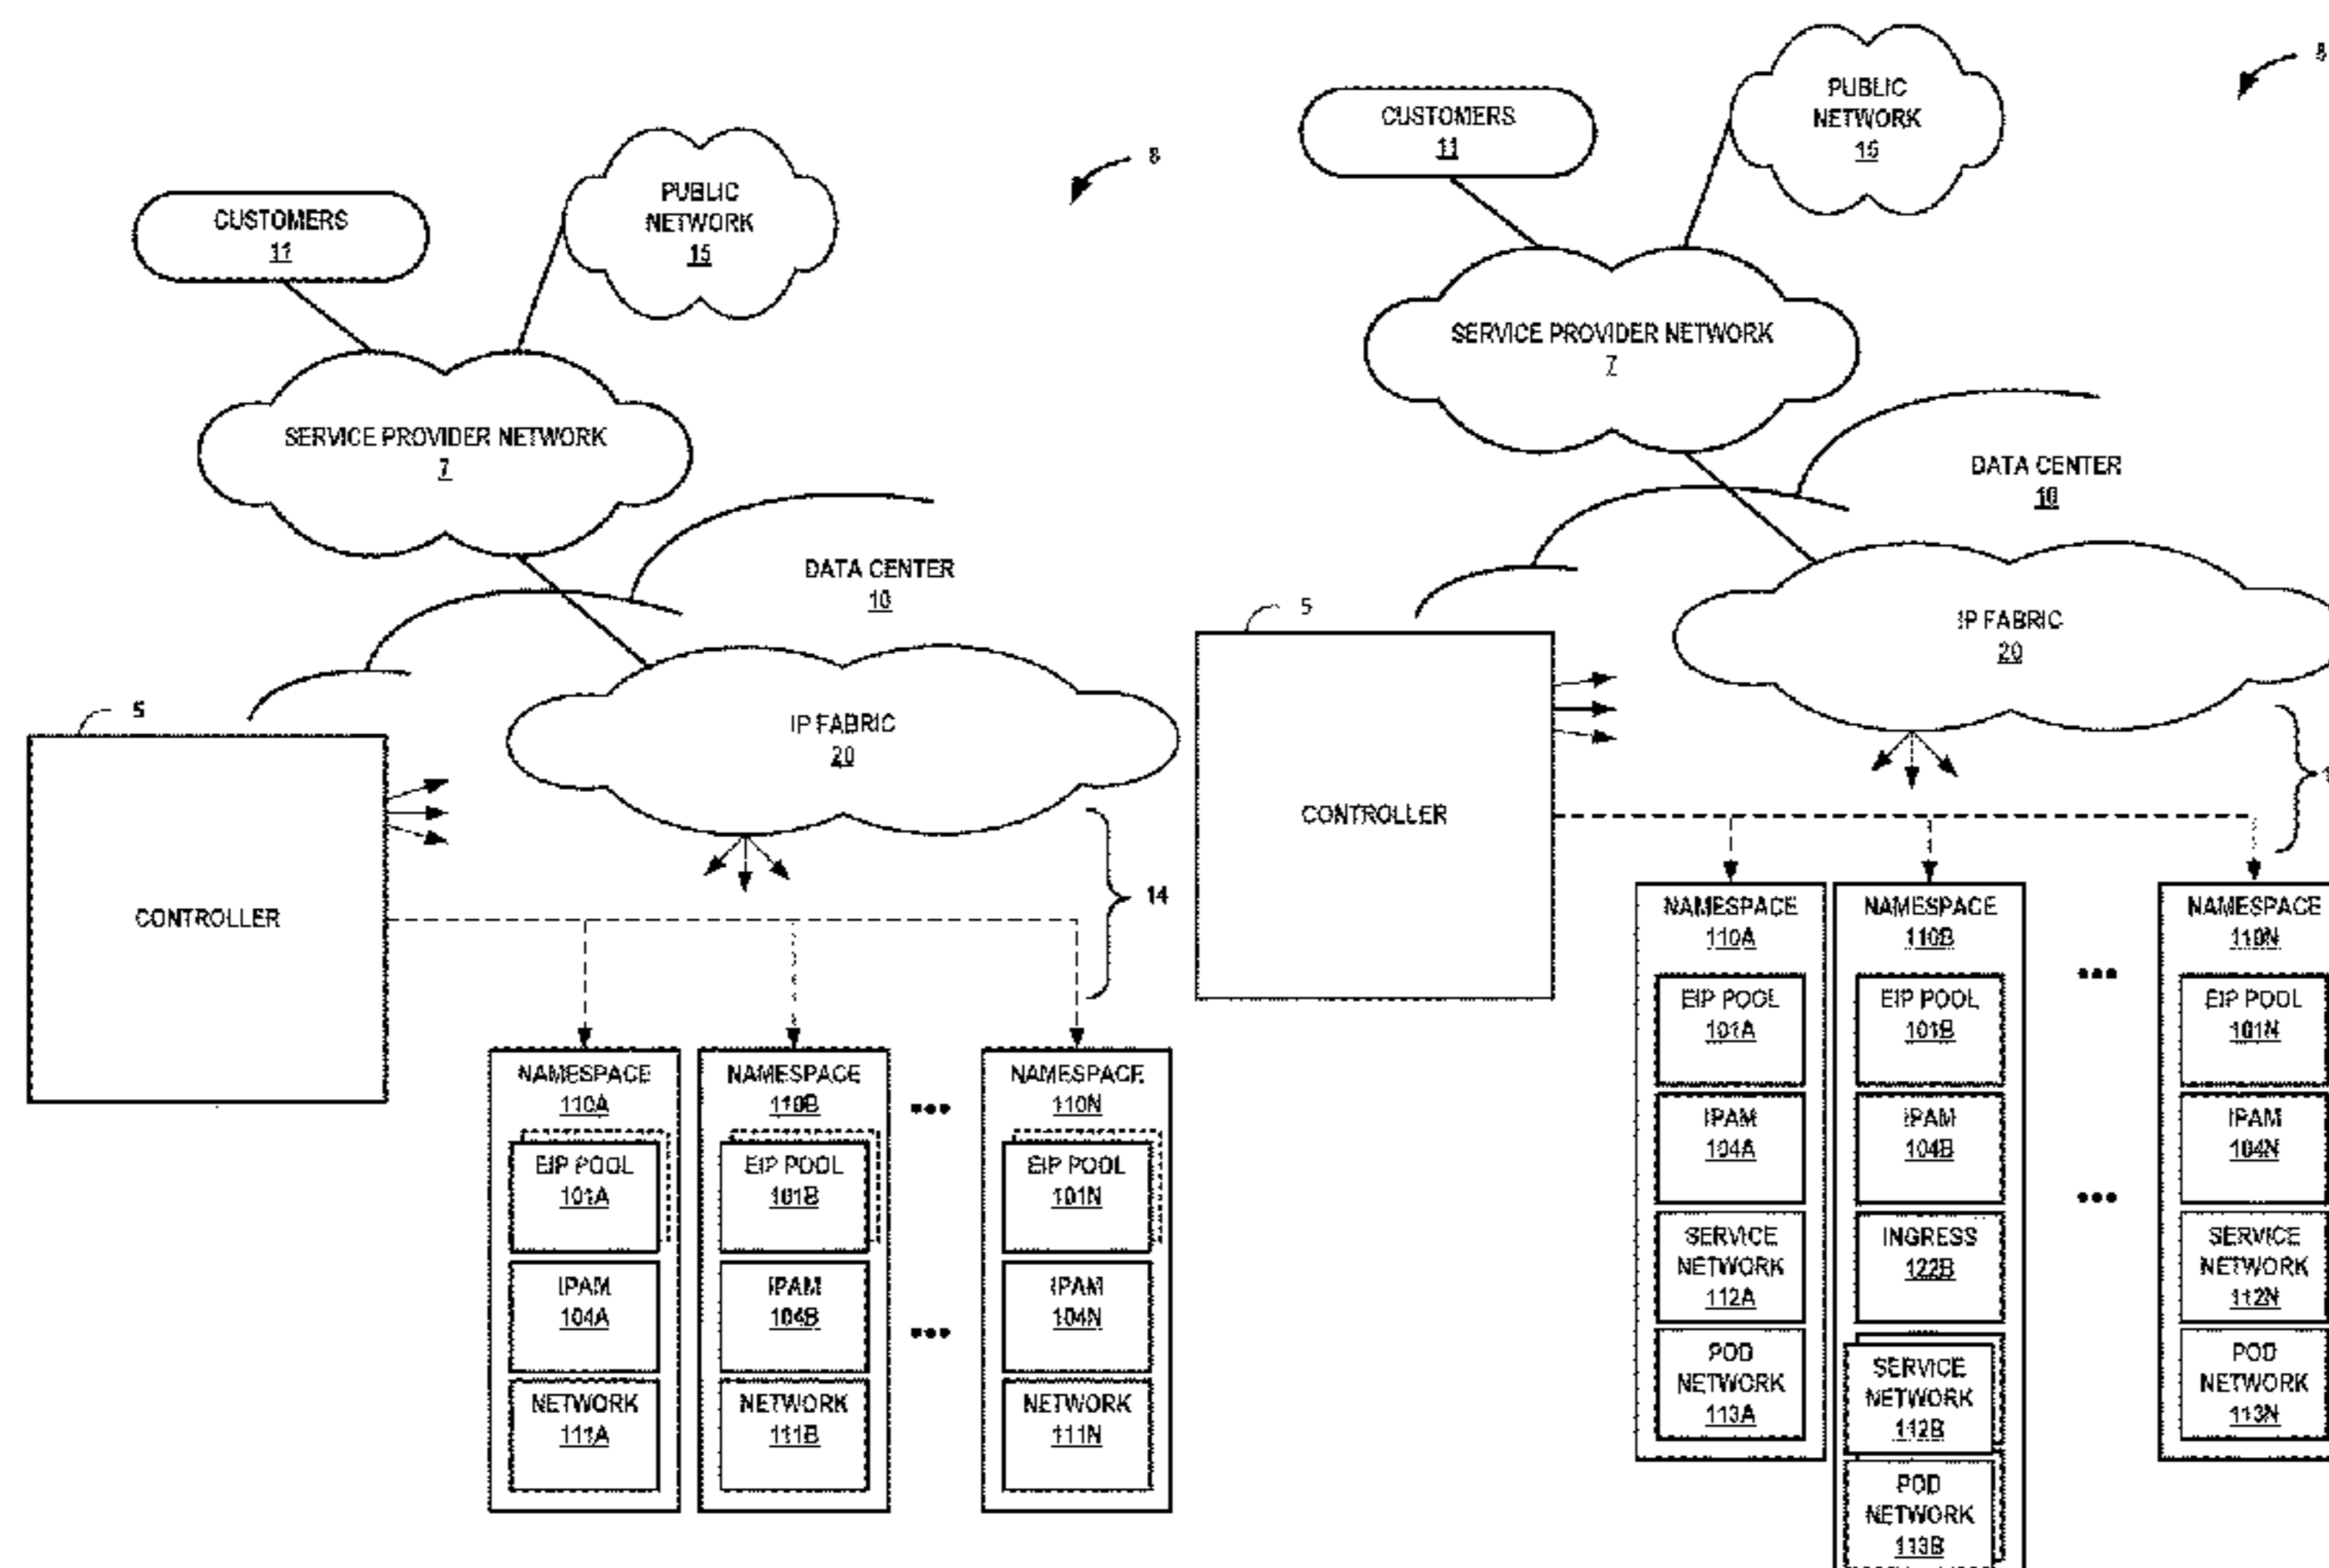 8
CUSTOMERS
11
PUBLIC
NETWORK
15
SERVICE PROVIDER NETWORK
7
DATA CENTER
10
5
IP FABRIC
20
CONTROLLER
14
NAMESPACE
110A
EIP POOL
101A
IPAM
104A
NETWORK
111A
NAMESPACE
110B
EIP POOL
101B
IPAM
104B
NETWORK
111B
•••
•••
NAMESPACE
110N
EIP POOL
101N
IPAM
104N
NETWORK
111N
8
CUSTOMERS
11
PUBLIC
NETWORK
15
SERVICE PROVIDER NETWORK
7
DATA CENTER
10
5
IP FABRIC
20
CONTROLLER
NAMESPACE
110A
EIP POOL
101A
IPAM
104A
SERVICE
NETWORK
112A
POD
NETWORK
113A
NAMESPACE
110B
EIP POOL
101B
IPAM
104B
INGRESS
122B
SERVICE
NETWORK
112B
POD
NETWORK
113B
•••
•••
NAMESPACE
110N
EIP POOL
101N
IPAM
104N
SERVICE
NETWORK
112N
POD
NETWORK
113N